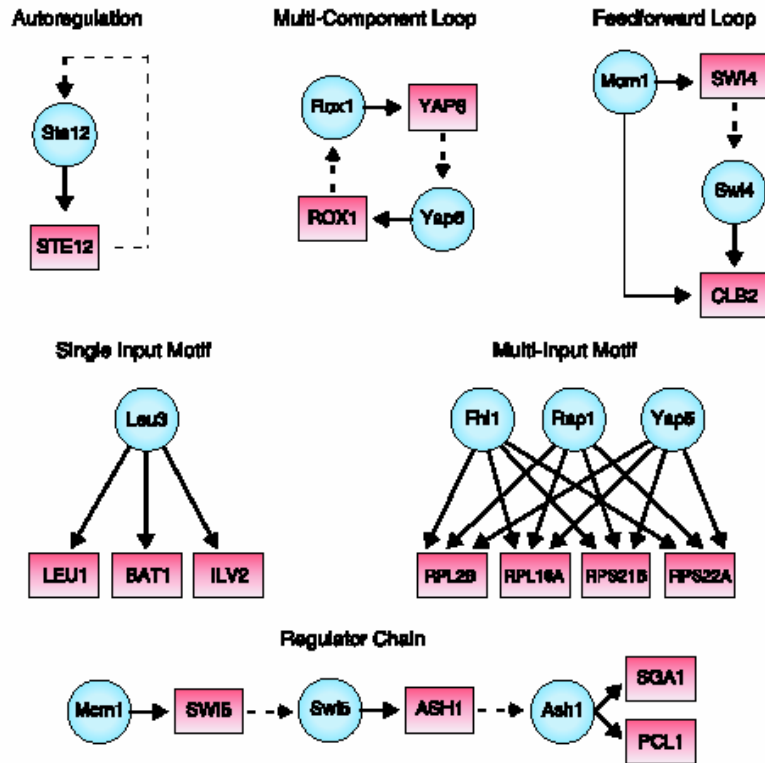 Autoregulation
Multi-Component Loop
Feedforward Loop
Ste12
STE12
Rox1
YAP6
ROX1
Yap6
Mcm1
SWI4
Swi4
CLB2
Single Input Motif
Multi-Input Motif
Leu3
LEU1
BAT1
ILV2
Fhl1
Rap1
Yap5
RPL2B
RPL16A
RPS21B
RPS22A
Regulator Chain
Mcm1
SWI5
Swi5
ASH1
Ash1
SGA1
PCL1